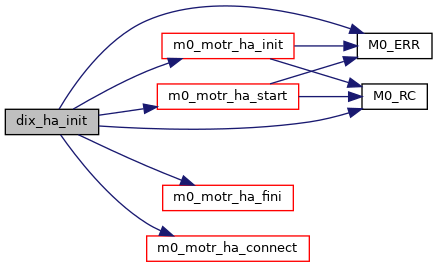 m0_motr_ha_init
M0_ERR
m0_motr_ha_start
M0_RC
dix_ha_init
m0_motr_ha_fini
m0_motr_ha_connect